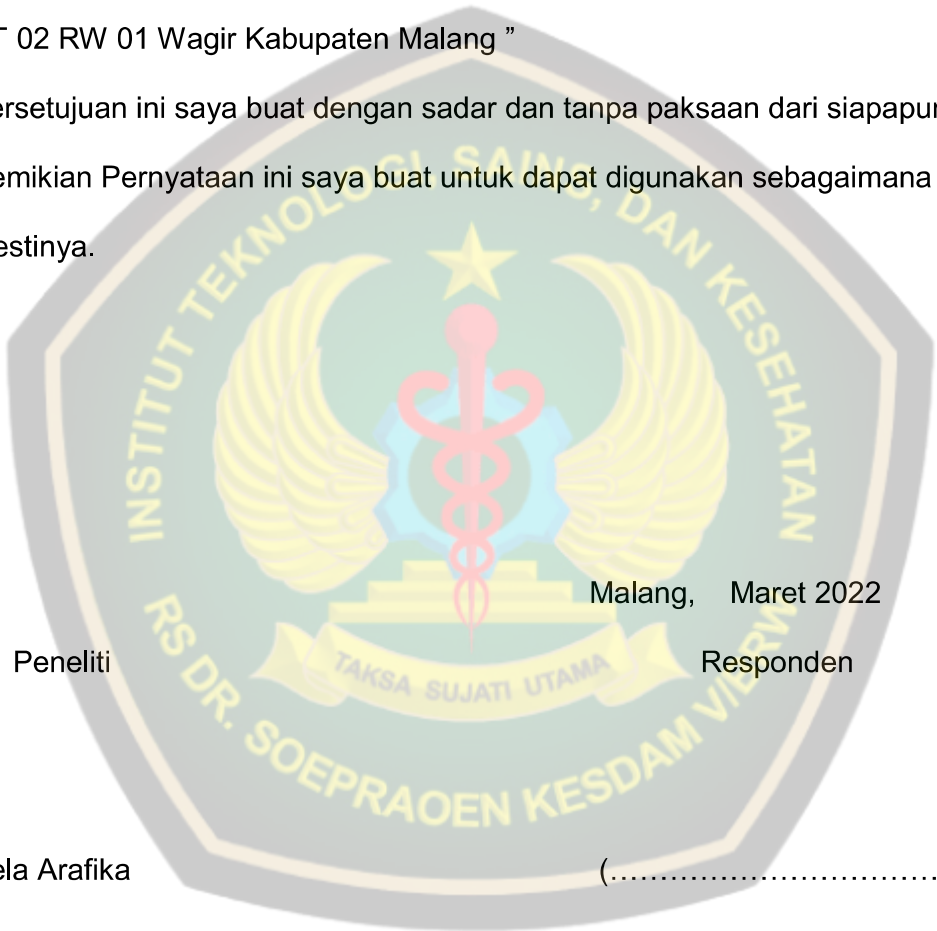 T 02 RW 01 Wagir Kabupaten Malang ”
ersetujuan ini saya buat dengan sadar dan tanpa paksaan dari siapapun
emikian Pernyataan ini saya buat untuk dapat digunakan sebagaimana
estinya.
INSTITUT TEKNOLOGI, SAINS, DAN KESEHATAN
Malang, Maret 2022
Peneliti Responden
TAKSA SUJATI UTAMA
RS DR. SOEPRAOEN KESDAM V/BRW
ela Arafika (……………………………